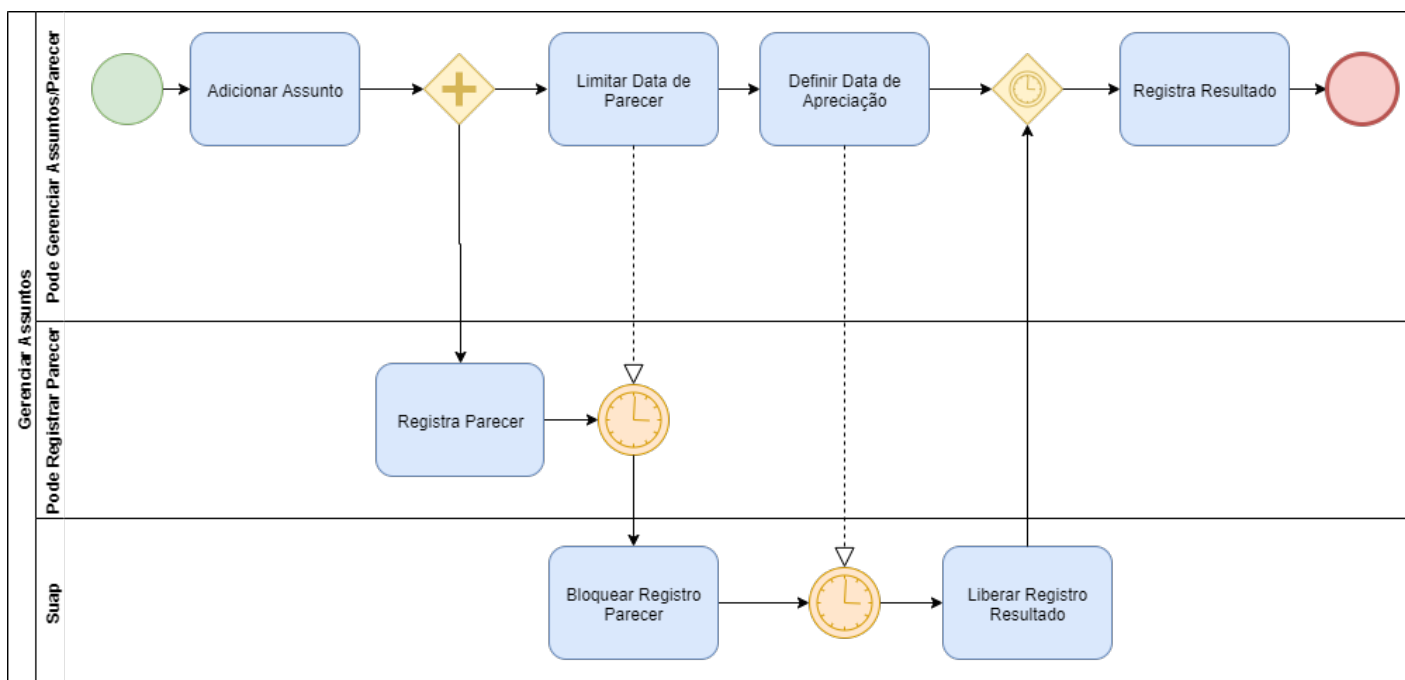 Gerenciar Assuntos
Pode Gerenciar Assuntos/Parecer
Adicionar Assunto
Limitar Data de
Parecer
Definir Data de
Apreciação
Registra Resultado
Pode Registrar Parecer
Registra Parecer
Suap
Bloquear Registro
Parecer
Liberar Registro
Resultado